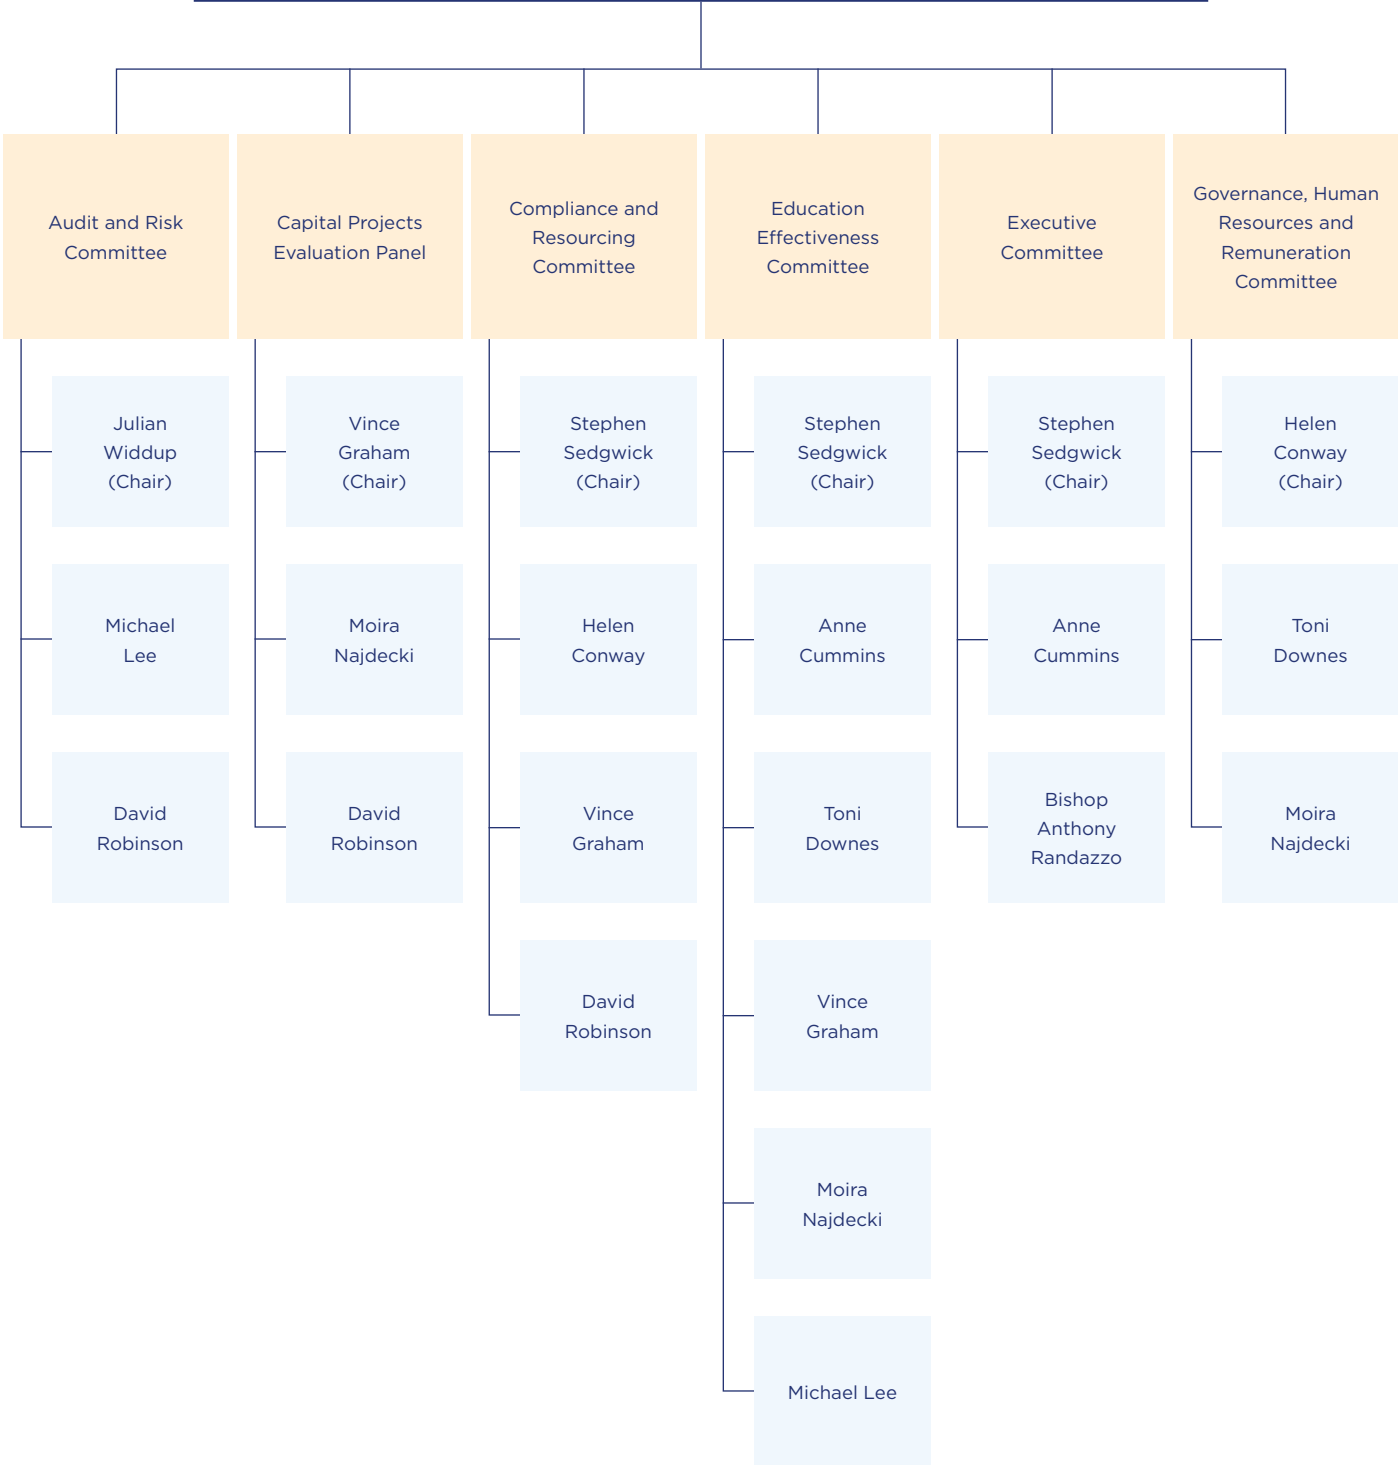 Audit and Risk
Committee
Capital Projects
Evaluation Panel
Compliance and
Resourcing
Committee
Education
Effectiveness
Committee
Executive
Committee
Governance, Human
Resources and
Remuneration
Committee
Julian
Widdup
(Chair)
Michael
Lee
David
Robinson
Vince
Graham
(Chair)
Moira
Najdecki
David
Robinson
Stephen
Sedgwick
(Chair)
Helen
Conway
Vince
Graham
David
Robinson
Stephen
Sedgwick
(Chair)
Anne
Cummins
Toni
Downes
Vince
Graham
Moira
Najdecki
Michael Lee
Stephen
Sedgwick
(Chair)
Anne
Cummins
Bishop
Anthony
Randazzo
Helen
Conway
(Chair)
Toni
Downes
Moira
Najdecki